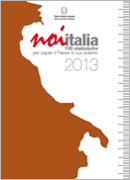 noi italia
100 statistiche
per capire il Paese in cui viviamo
2013